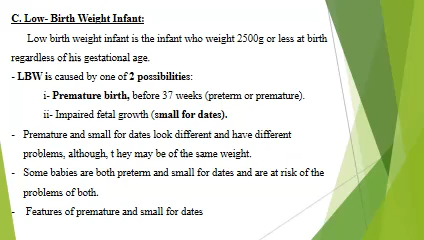 C. Low- Birth Weight Infant:
Low birth weight infant is the infant who weight 2500g or less at birth
regardless of his gestational age.
- LBW is caused by one of 2 possibilities:
i- Premature birth, before 37 weeks (preterm or premature).
ii- Impaired fetal growth (small for dates).
- Premature and small for dates look different and have different
problems, although, t hey may be of the same weight.
- Some babies are both preterm and small for dates and are at risk of the
problems of both.
- Features of premature and small for dates